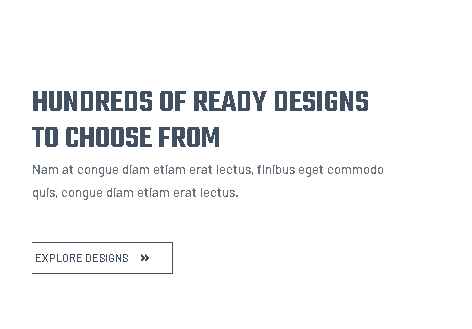 HUNDREDS OF READY DESIGNS
TO CHOOSE FROM
Nam at congue diam etiam erat lectus, finibus eget commodo
quis, congue diam etiam erat lectus.
EXPLORE DESIGNS »